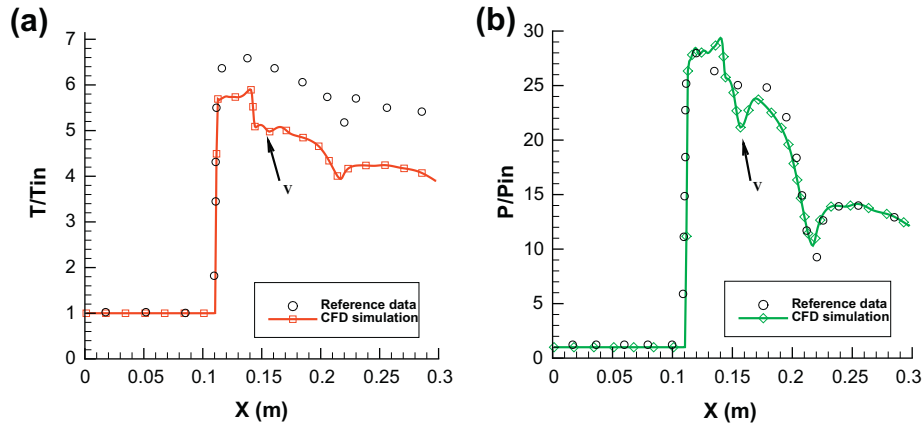 (a)
7
6
5
4
3
2
1
0
T/Tin
0 0.05 0.1 0.15 0.2 0.25 0.3
X (m)
v
Reference data
CFD simulation
(b)
30
25
20
15
10
5
0
P/Pin
0 0.05 0.1 0.15 0.2 0.25 0.3
X (m)
v
Reference data
CFD simulation